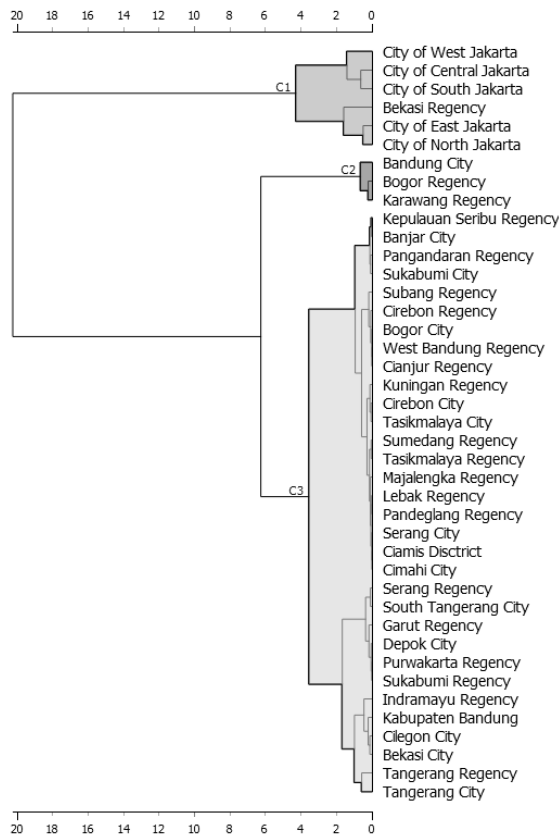 20 18 16 14 12 10 8 6 4 2 0
City of West Jakarta
City of Central Jakarta
C1
City of South Jakarta
Bekasi Regency
City of East Jakarta
City of North Jakarta
Bandung City
C2
Bogor Regency
Karawang Regency
Kepulauan Seribu Regency
Banjar City
Pangandaran Regency
Sukabumi City
Subang Regency
Cirebon Regency
Bogor City
West Bandung Regency
Cianjur Regency
Kuningan Regency
Cirebon City
Tasikmalaya City
Sumedang Regency
Tasikmalaya Regency
Majalengka Regency
C3
Lebak Regency
Pandeglang Regency
Serang City
Ciamis Disctrict
Cimahi City
Serang Regency
South Tangerang City
Garut Regency
Depok City
Purwakarta Regency
Sukabumi Regency
Indramayu Regency
Kabupaten Bandung
Cilegon City
Bekasi City
Tangerang Regency
Tangerang City
20 18 16 14 12 10 8 6 4 2 0